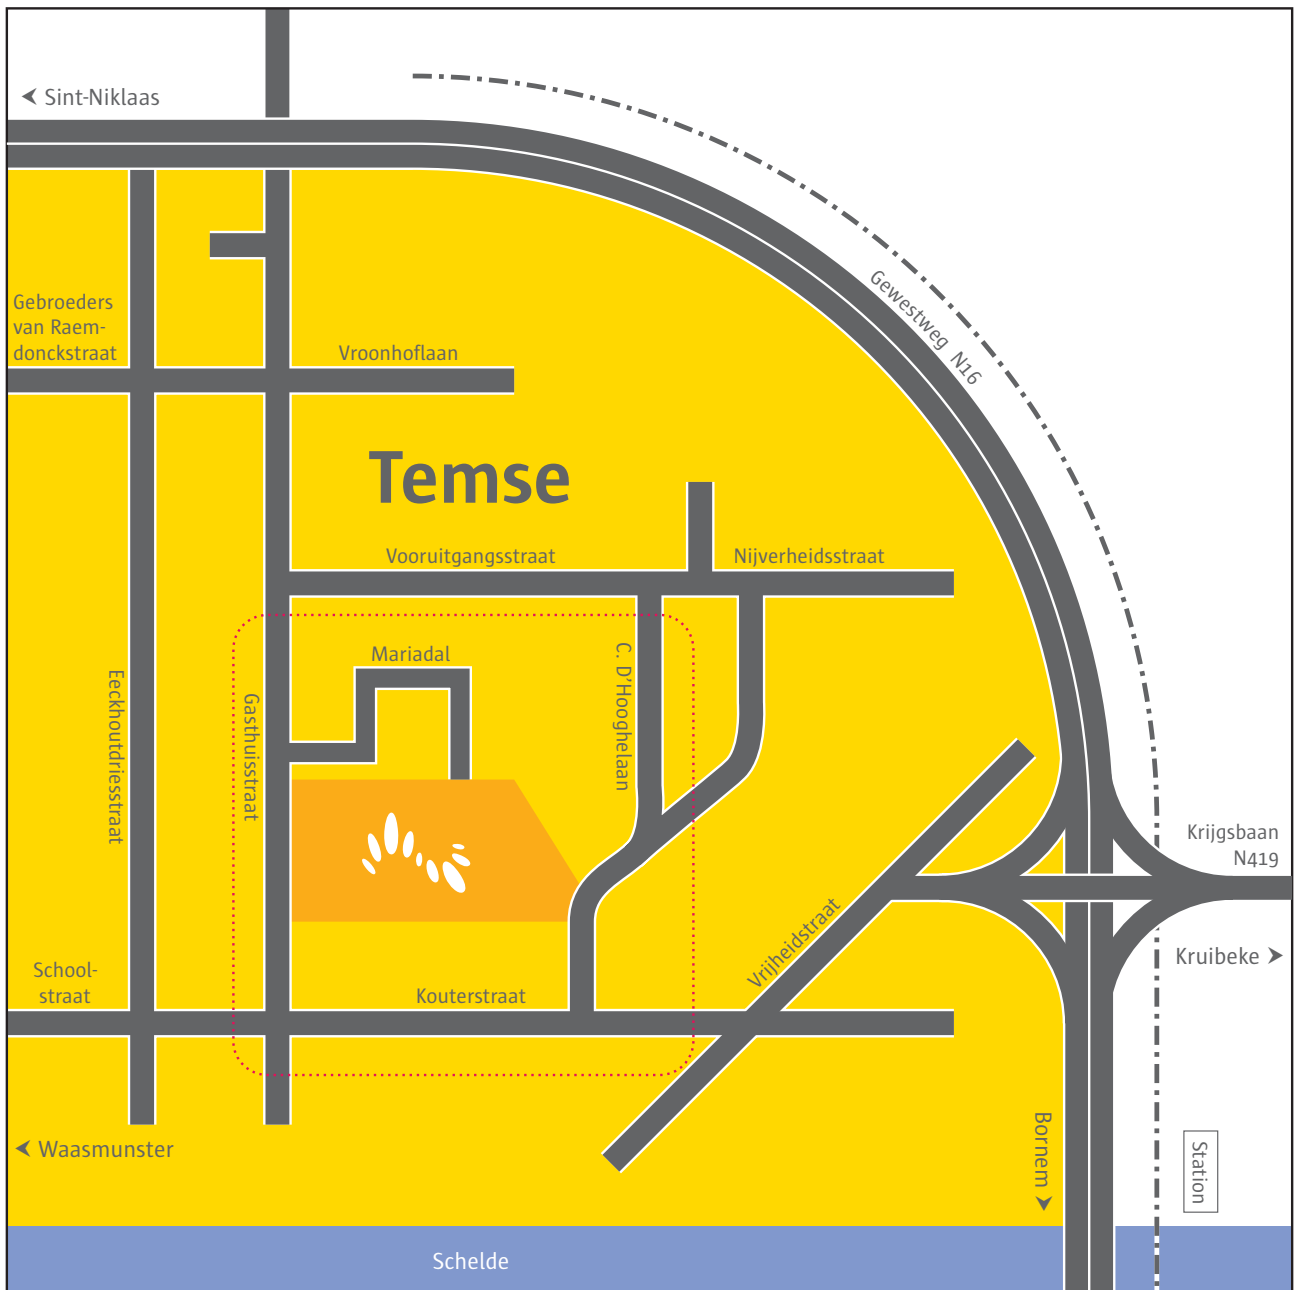 Sint-Niklaas
Gewestweg N16
Gebroeders
van Raem-
donckstraat
Vroonhoflaan
Temse
Vooruitgangsstraat
Nijverheidsstraat
Mariadal
C. D'Hooghelaan
Eeckhoutdriesstraat
Gasthuisstraat
Krijgsbaan
N419
Vrijheidstraat
Kruibeke
School-
straat
Kouterstraat
Waasmunster
Bornem
Station
Schelde